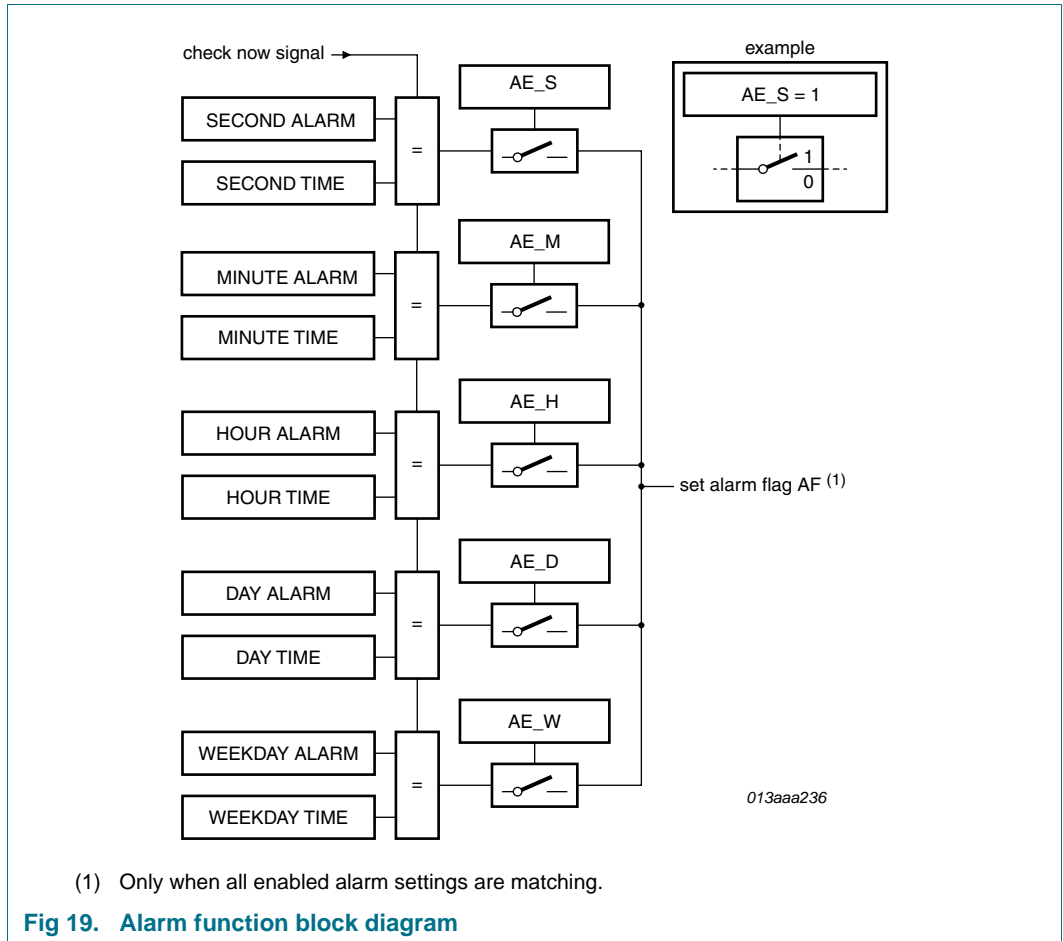 check now signal
example
AE_S
AE_S = 1
SECOND ALARM
=
1
SECOND TIME
0
AE_M
MINUTE ALARM
=
MINUTE TIME
AE_H
HOUR ALARM
=
set alarm flag AF (1)
HOUR TIME
AE_D
DAY ALARM
=
DAY TIME
AE_W
WEEKDAY ALARM
=
013aaa236
WEEKDAY TIME
(1) Only when all enabled alarm settings are matching.
Fig 19. Alarm function block diagram